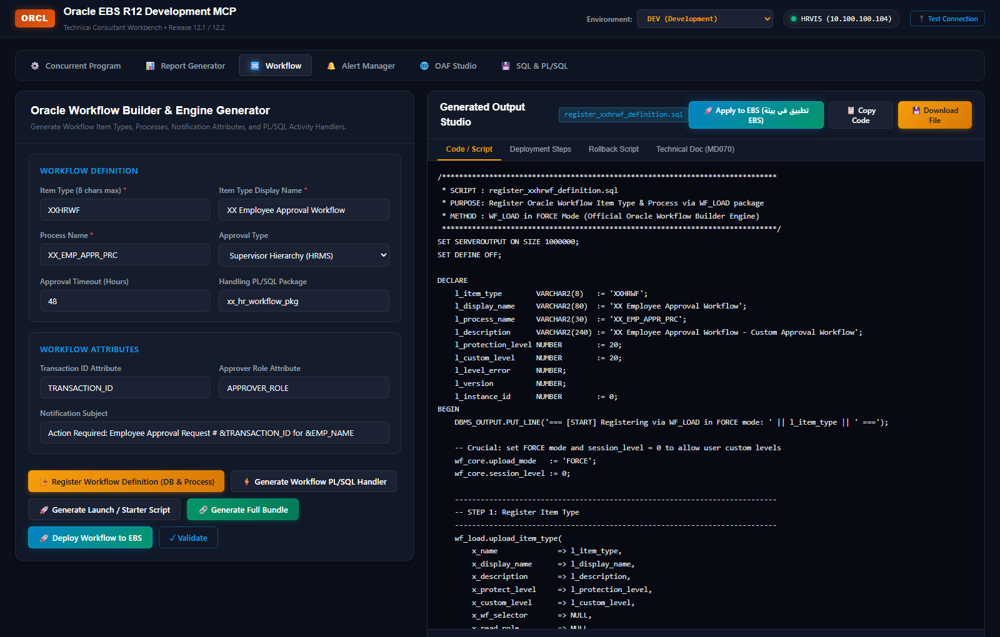 ORCL
Oracle EBS R12 Development MCP
Technical Consultant Workbench • Release 12.1 / 12.2
Environment:
DEV (Development)
HRVIS (10.100.100.104)
Test Connection
Concurrent Program
Report Generator
Workflow
Alert Manager
OAF Studio
SQL & PL/SQL
Oracle Workflow Builder & Engine Generator
Generate Workflow Item Types, Processes, Notification Attributes, and PL/SQL Activity Handlers.
WORKFLOW DEFINITION
Item Type (8 chars max) *
Item Type Display Name *
XXHRWF
XX Employee Approval Workflow
Process Name *
Approval Type
XX_EMP_APPR_PRC
Supervisor Hierarchy (HRMS)
Approval Timeout (Hours)
Handling PL/SQL Package
48
xx_hr_workflow_pkg
WORKFLOW ATTRIBUTES
Transaction ID Attribute
Approver Role Attribute
TRANSACTION_ID
APPROVER_ROLE
Notification Subject
Action Required: Employee Approval Request # &TRANSACTION_ID for &EMP_NAME
Register Workflow Definition (DB & Process)
Generate Workflow PL/SQL Handler
Generate Launch / Starter Script
Generate Full Bundle
Deploy Workflow to EBS
✓ Validate
Generated Output
Studio
register_xxhrwf_definition.sql
Apply to EBS (تطبيق في بيئة
EBS)
Copy
Code
Download
File
Code / Script
Deployment Steps
Rollback Script
Technical Doc (MD070)
/******************************************************************************
* SCRIPT : register_xxhrwf_definition.sql
* PURPOSE: Register Oracle Workflow Item Type & Process via WF_LOAD package
* METHOD : WF_LOAD in FORCE Mode (Official Oracle Workflow Builder Engine)
******************************************************************************/
SET SERVEROUTPUT ON SIZE 1000000;
SET DEFINE OFF;
DECLARE
l_item_type VARCHAR2(8) := 'XXHRWF';
l_display_name VARCHAR2(80) := 'XX Employee Approval Workflow';
l_process_name VARCHAR2(30) := 'XX_EMP_APPR_PRC';
l_description VARCHAR2(240) := 'XX Employee Approval Workflow - Custom Approval Workflow';
l_protection_level NUMBER := 20;
l_custom_level NUMBER := 20;
l_level_error NUMBER;
l_version NUMBER;
l_instance_id NUMBER := 0;
BEGIN
DBMS_OUTPUT.PUT_LINE('=== [START] Registering via WF_LOAD in FORCE mode: ' || l_item_type || ' ===');
-- Crucial: set FORCE mode and session_level = 0 to allow user custom levels
wf_core.upload_mode := 'FORCE';
wf_core.session_level := 0;
---------------------------------------------------------------------------
-- STEP 1: Register Item Type
---------------------------------------------------------------------------
wf_load.upload_item_type(
x_name => l_item_type,
x_display_name => l_display_name,
x_description => l_description,
x_protect_level => l_protection_level,
x_custom_level => l_custom_level,
x_wf_selector => NULL,
x_read_role => NULL,